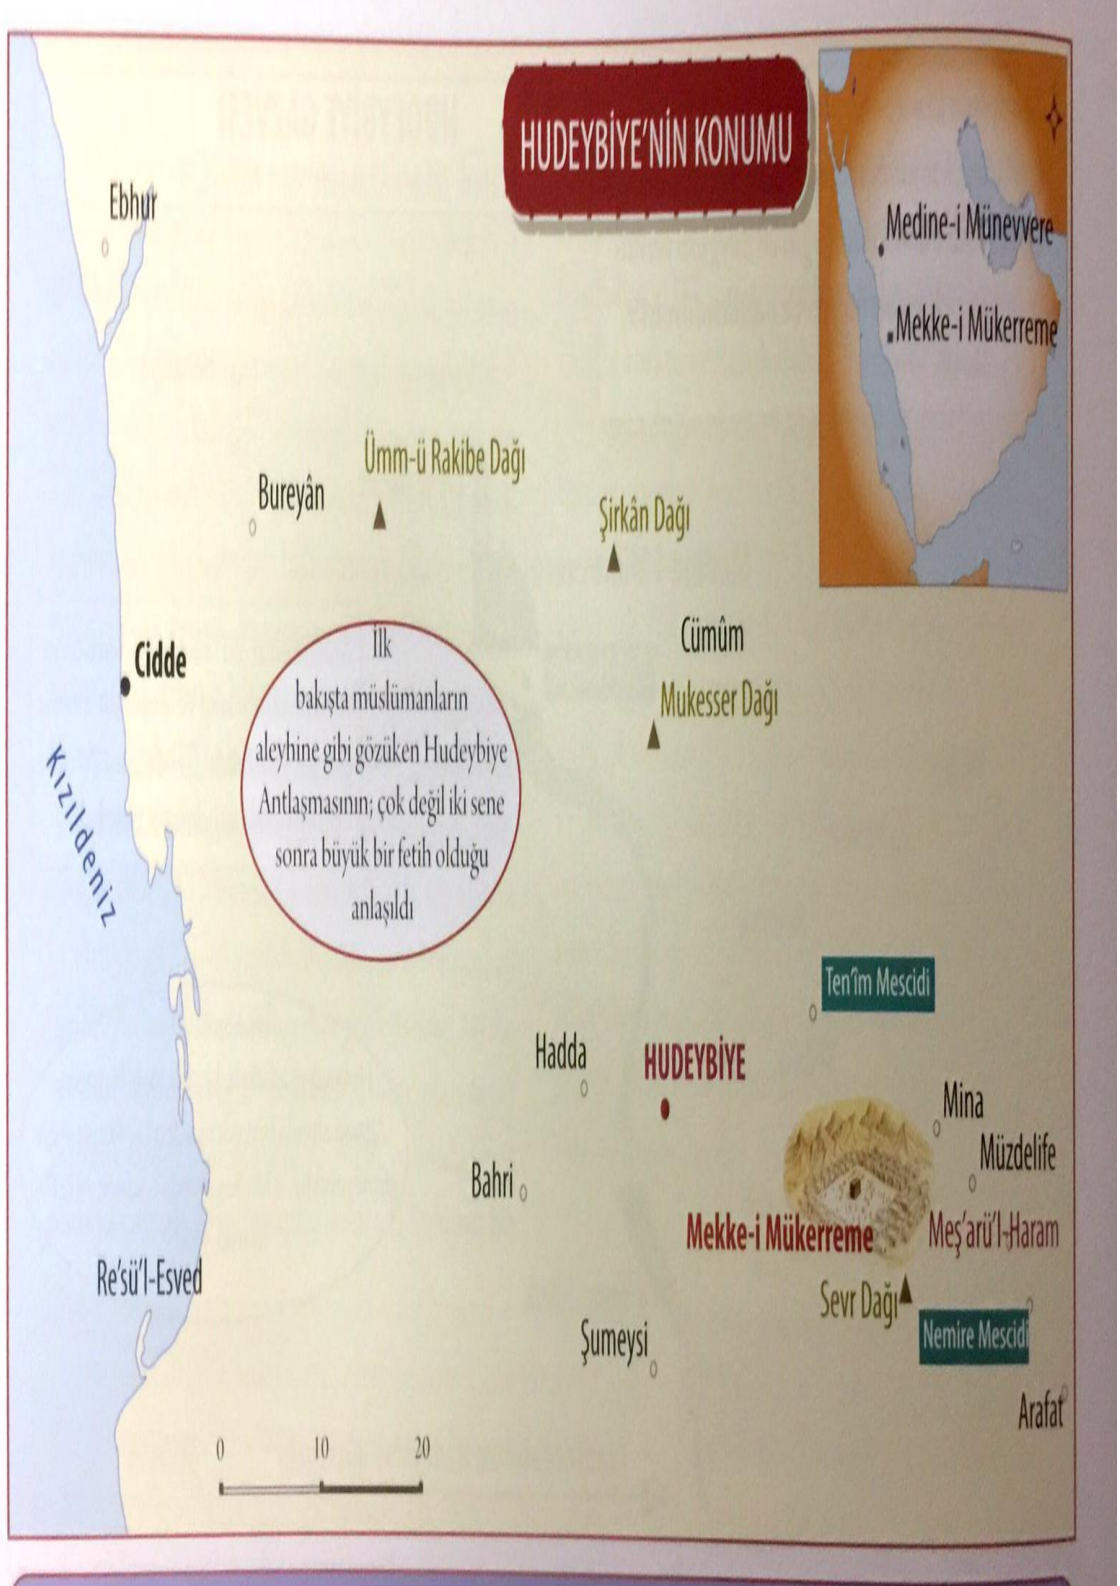 HUDEYBİYE'NİN KONUMU
Medine-i Münevvere
Mekke-i Mükerreme
Ebhur
Ümm-ü Rakibe Dağı
Bureyân
Şirkân Dağı
Cümûm
Mukesser Dağı
Cidde
Kızıldeniz
İlk
bakışta müslümanların
aleyhine gibi gözüken Hudeybiye
Antlaşmasının; çok değil iki sene
sonra büyük bir fetih olduğu
anlaşıldı
Ten'îm Mescidi
Hadda
HUDEYBİYE
Mina
Müzdelife
Bahri
Mekke-i Mükerreme
Meş'arü'l-Haram
Re'sü'l-Esved
Sevr Dağı
Nemire Mescidi
Şumeysi
Arafat
0 10 20